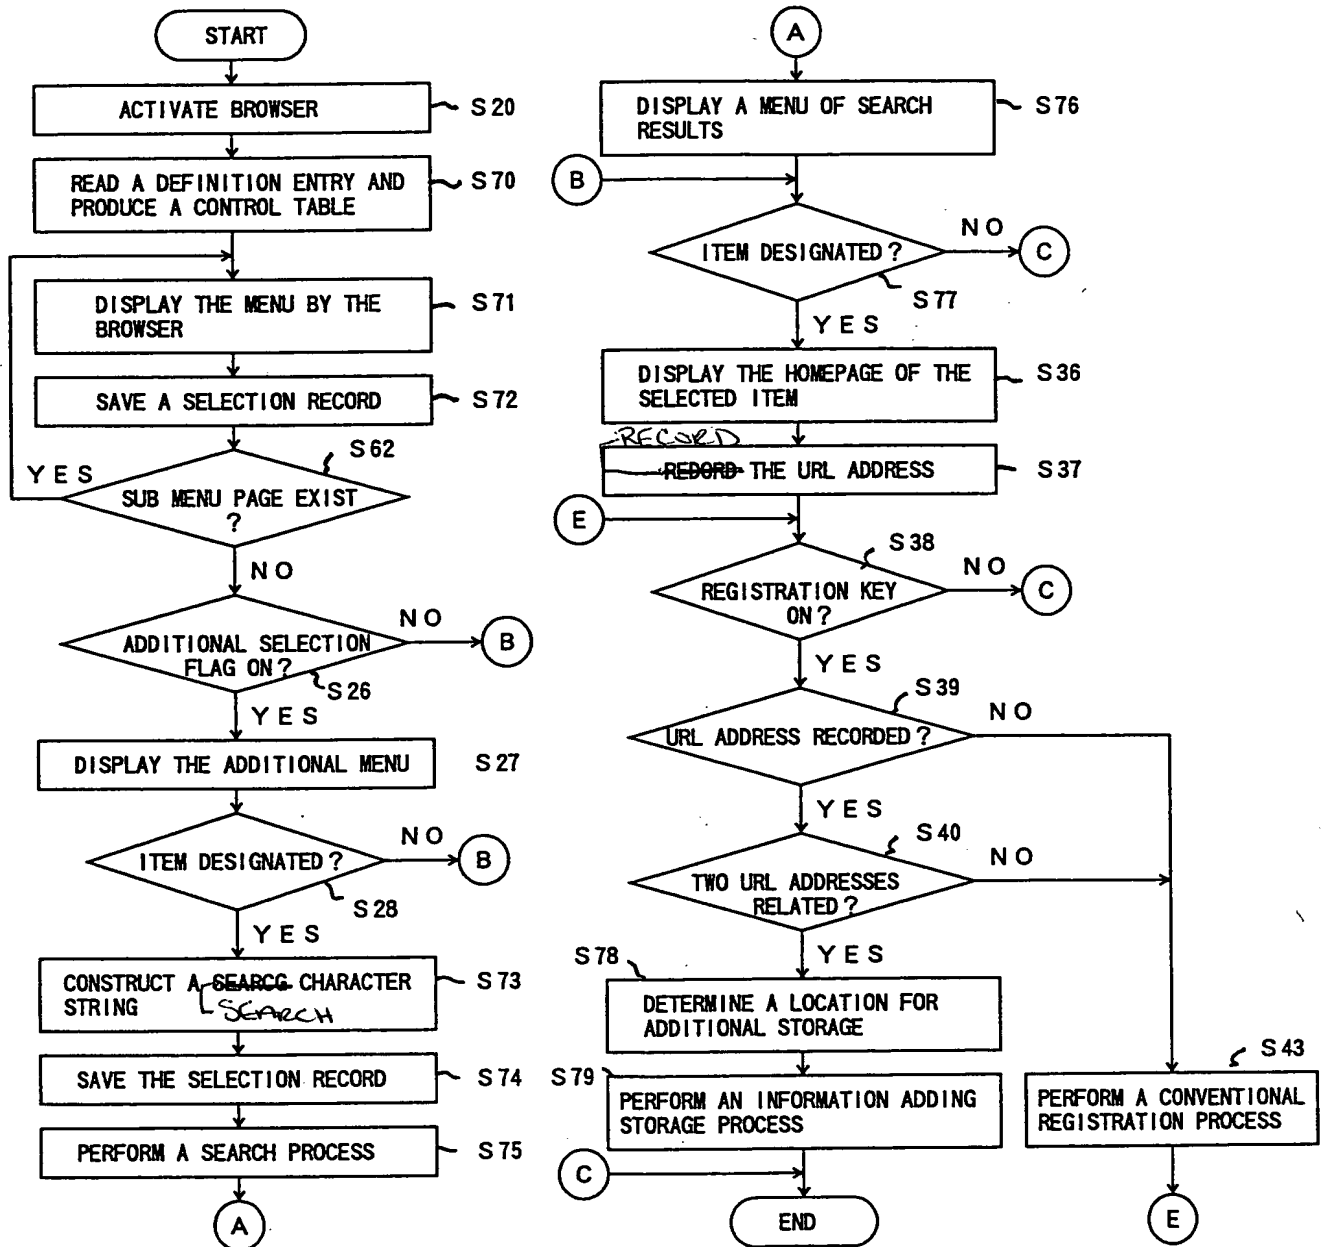 START
ACTIVATE BROWSER
S20
READ A DEFINITION ENTRY AND
PRODUCE A CONTROL TABLE
S70
DISPLAY THE MENU BY THE
BROWSER
S71
SAVE A SELECTION RECORD
S72
S62
YES
SUB MENU PAGE EXIST
?
NO
ADDITIONAL SELECTION
FLAG ON?
NO
B
S26
YES
DISPLAY THE ADDITIONAL MENU
S27
ITEM DESIGNATED?
NO
B
S28
YES
CONSTRUCT A SEARCG CHARACTER
STRING
SEARCH
S73
SAVE THE SELECTION RECORD
S74
PERFORM A SEARCH PROCESS
S75
A
A
DISPLAY A MENU OF SEARCH
RESULTS
S76
B
ITEM DESIGNATED?
NO
C
S77
YES
DISPLAY THE HOMEPAGE OF THE
SELECTED ITEM
S36
RECORD
REDORD THE URL ADDRESS
S37
E
S38
REGISTRATION KEY
ON?
NO
C
YES
S39
URL ADDRESS RECORDED?
NO
YES
S40
TWO URL ADDRESSES
RELATED?
NO
YES
S78
DETERMINE A LOCATION FOR
ADDITIONAL STORAGE
S79
PERFORM AN INFORMATION ADDING
STORAGE PROCESS
C
END
S43
PERFORM A CONVENTIONAL
REGISTRATION PROCESS
E